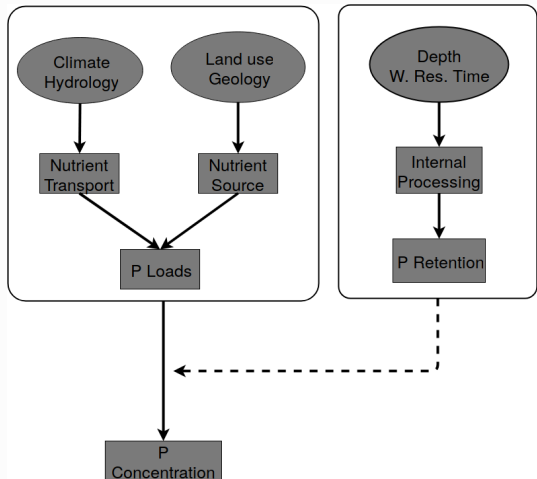 Climate
Hydrology
Land use
Geology
Depth
W. Res. Time
Nutrient
Transport
Nutrient
Source
Internal
Processing
P Loads
P Retention
P
Concentration